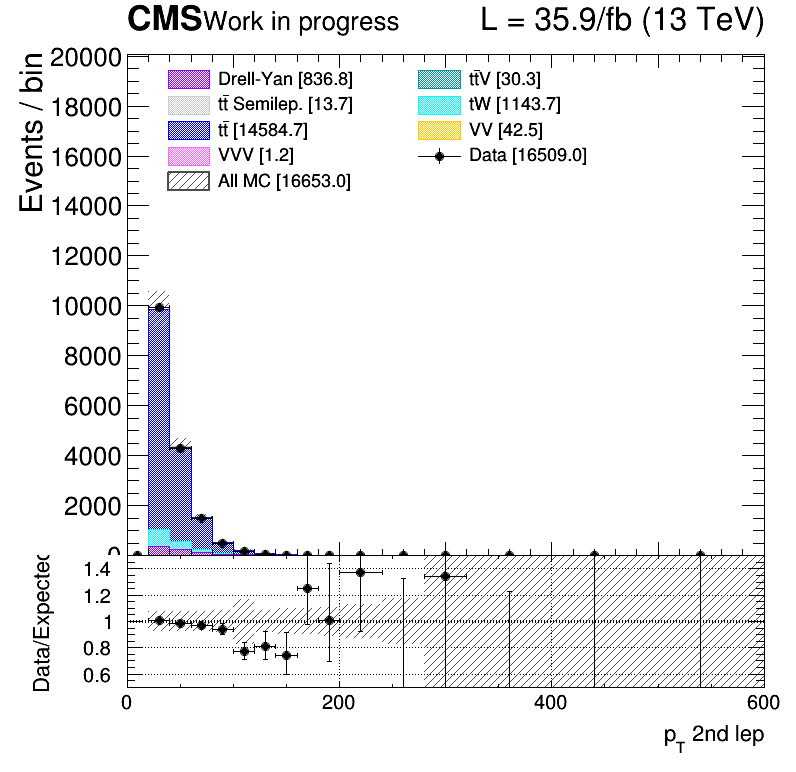 CMS Work in progress L = 35.9/fb (13 TeV)
Events / bin
20000
18000
16000
14000
12000
10000
8000
6000
4000
2000
0
Drell-Yan [836.8]
tt̄ Semilep. [13.7]
tt̄ [14584.7]
VVV [1.2]
All MC [16653.0]
tt̄V [30.3]
tW [1143.7]
VV [42.5]
Data [16509.0]
Data/Expected
1.4
1.2
1
0.8
0.6
0 200 400 600
p_T 2nd lep